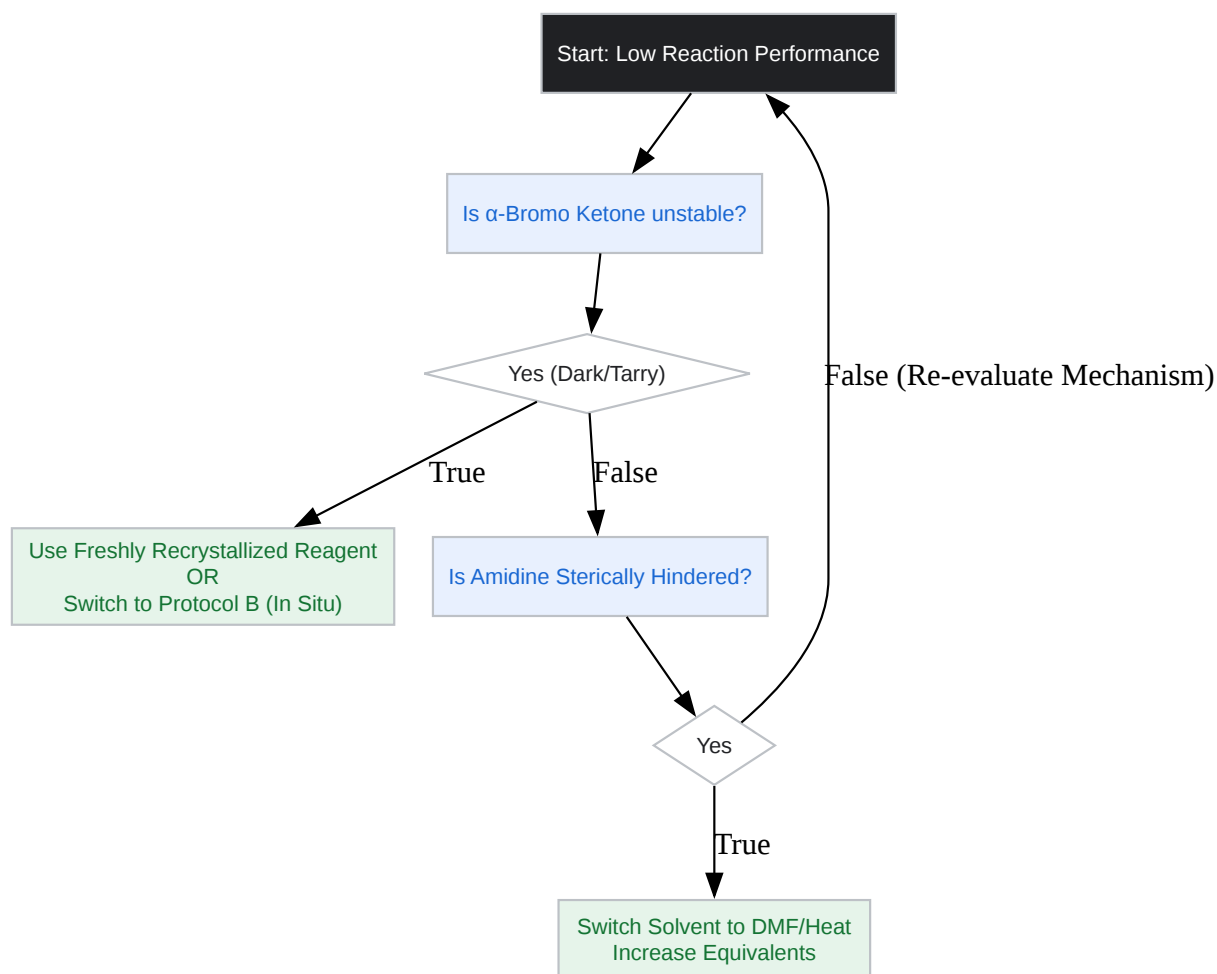 Start: Low Reaction Performance
Is α-Bromo Ketone unstable?
Yes (Dark/Tarry)
False (Re-evaluate Mechanism)
True
False
Use Freshly Recrystallized Reagent
OR
Switch to Protocol B (In Situ)
Is Amidine Sterically Hindered?
Yes
True
Switch Solvent to DMF/Heat
Increase Equivalents